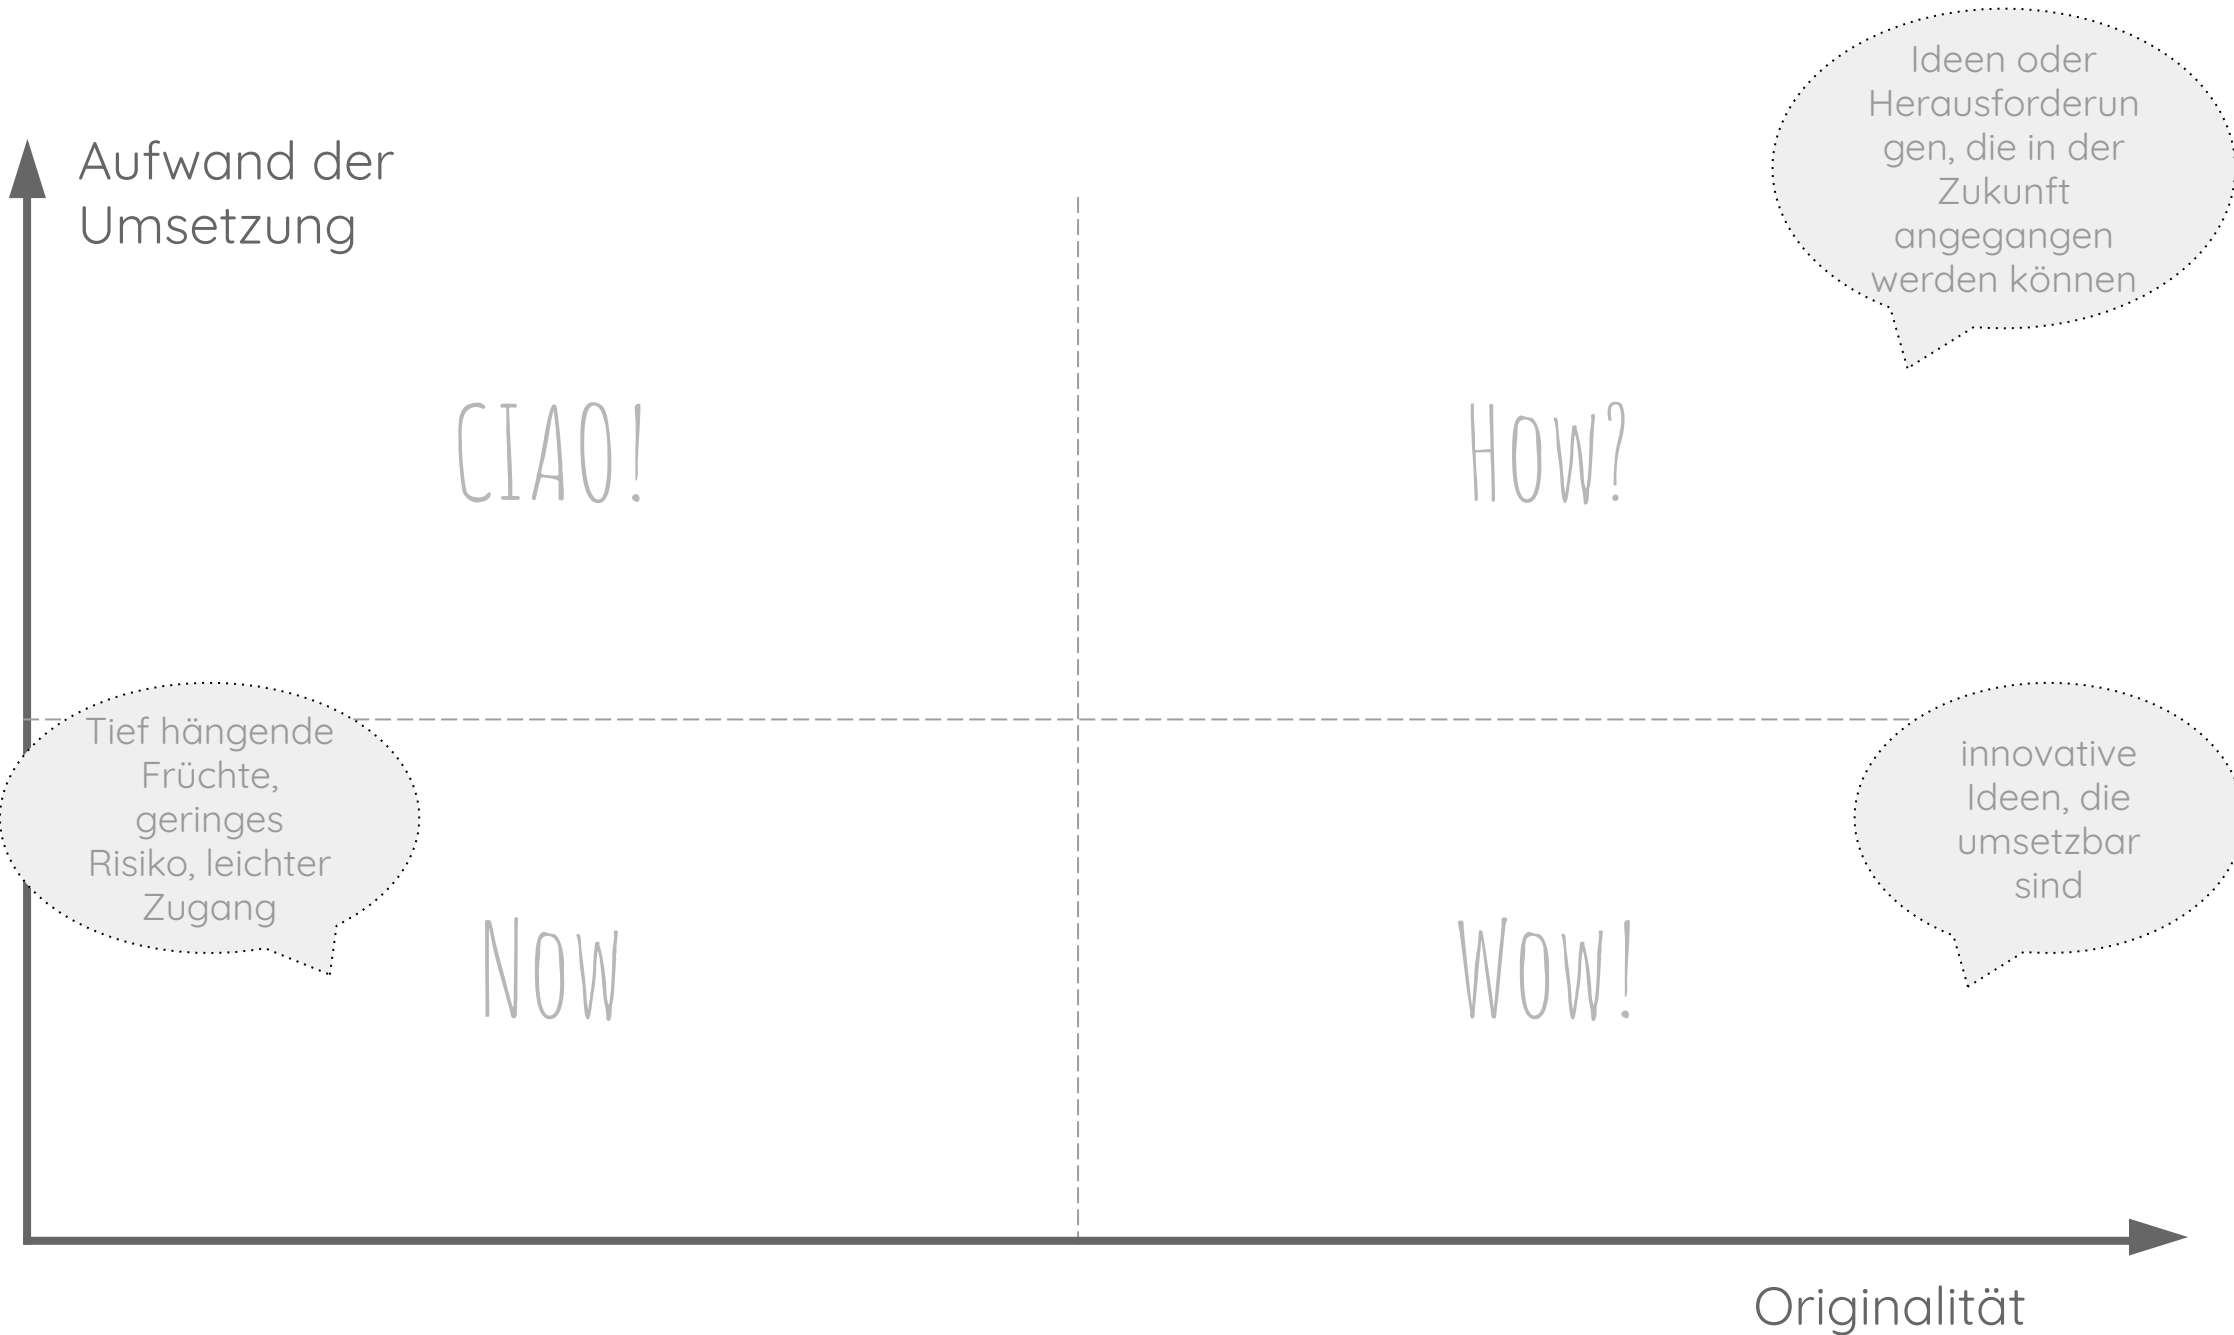 Ideen oder
Herausforderun
gen, die in der
Zukunft
angegangen
werden können
Aufwand der
Umsetzung
CIAO!
How?
Tief hängende
Früchte,
geringes
Risiko, leichter
Zugang
innovative
Ideen, die
umsetzbar
sind
Now
Wow!
Originalität